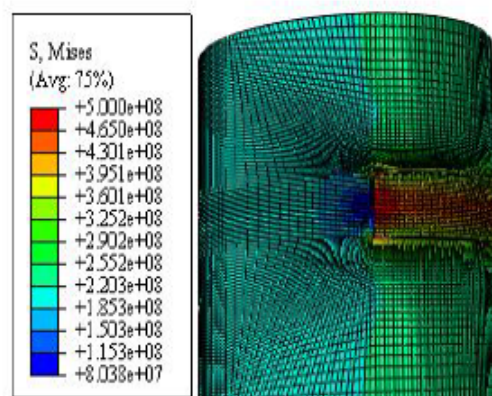 S, Mises
(Avg: 75%)
+5.000e+08
+4.650e+08
+4.301e+08
+3.951e+08
+3.601e+08
+3.252e+08
+2.902e+08
+2.552e+08
+2.203e+08
+1.853e+08
+1.503e+08
+1.153e+08
+8.038e+07